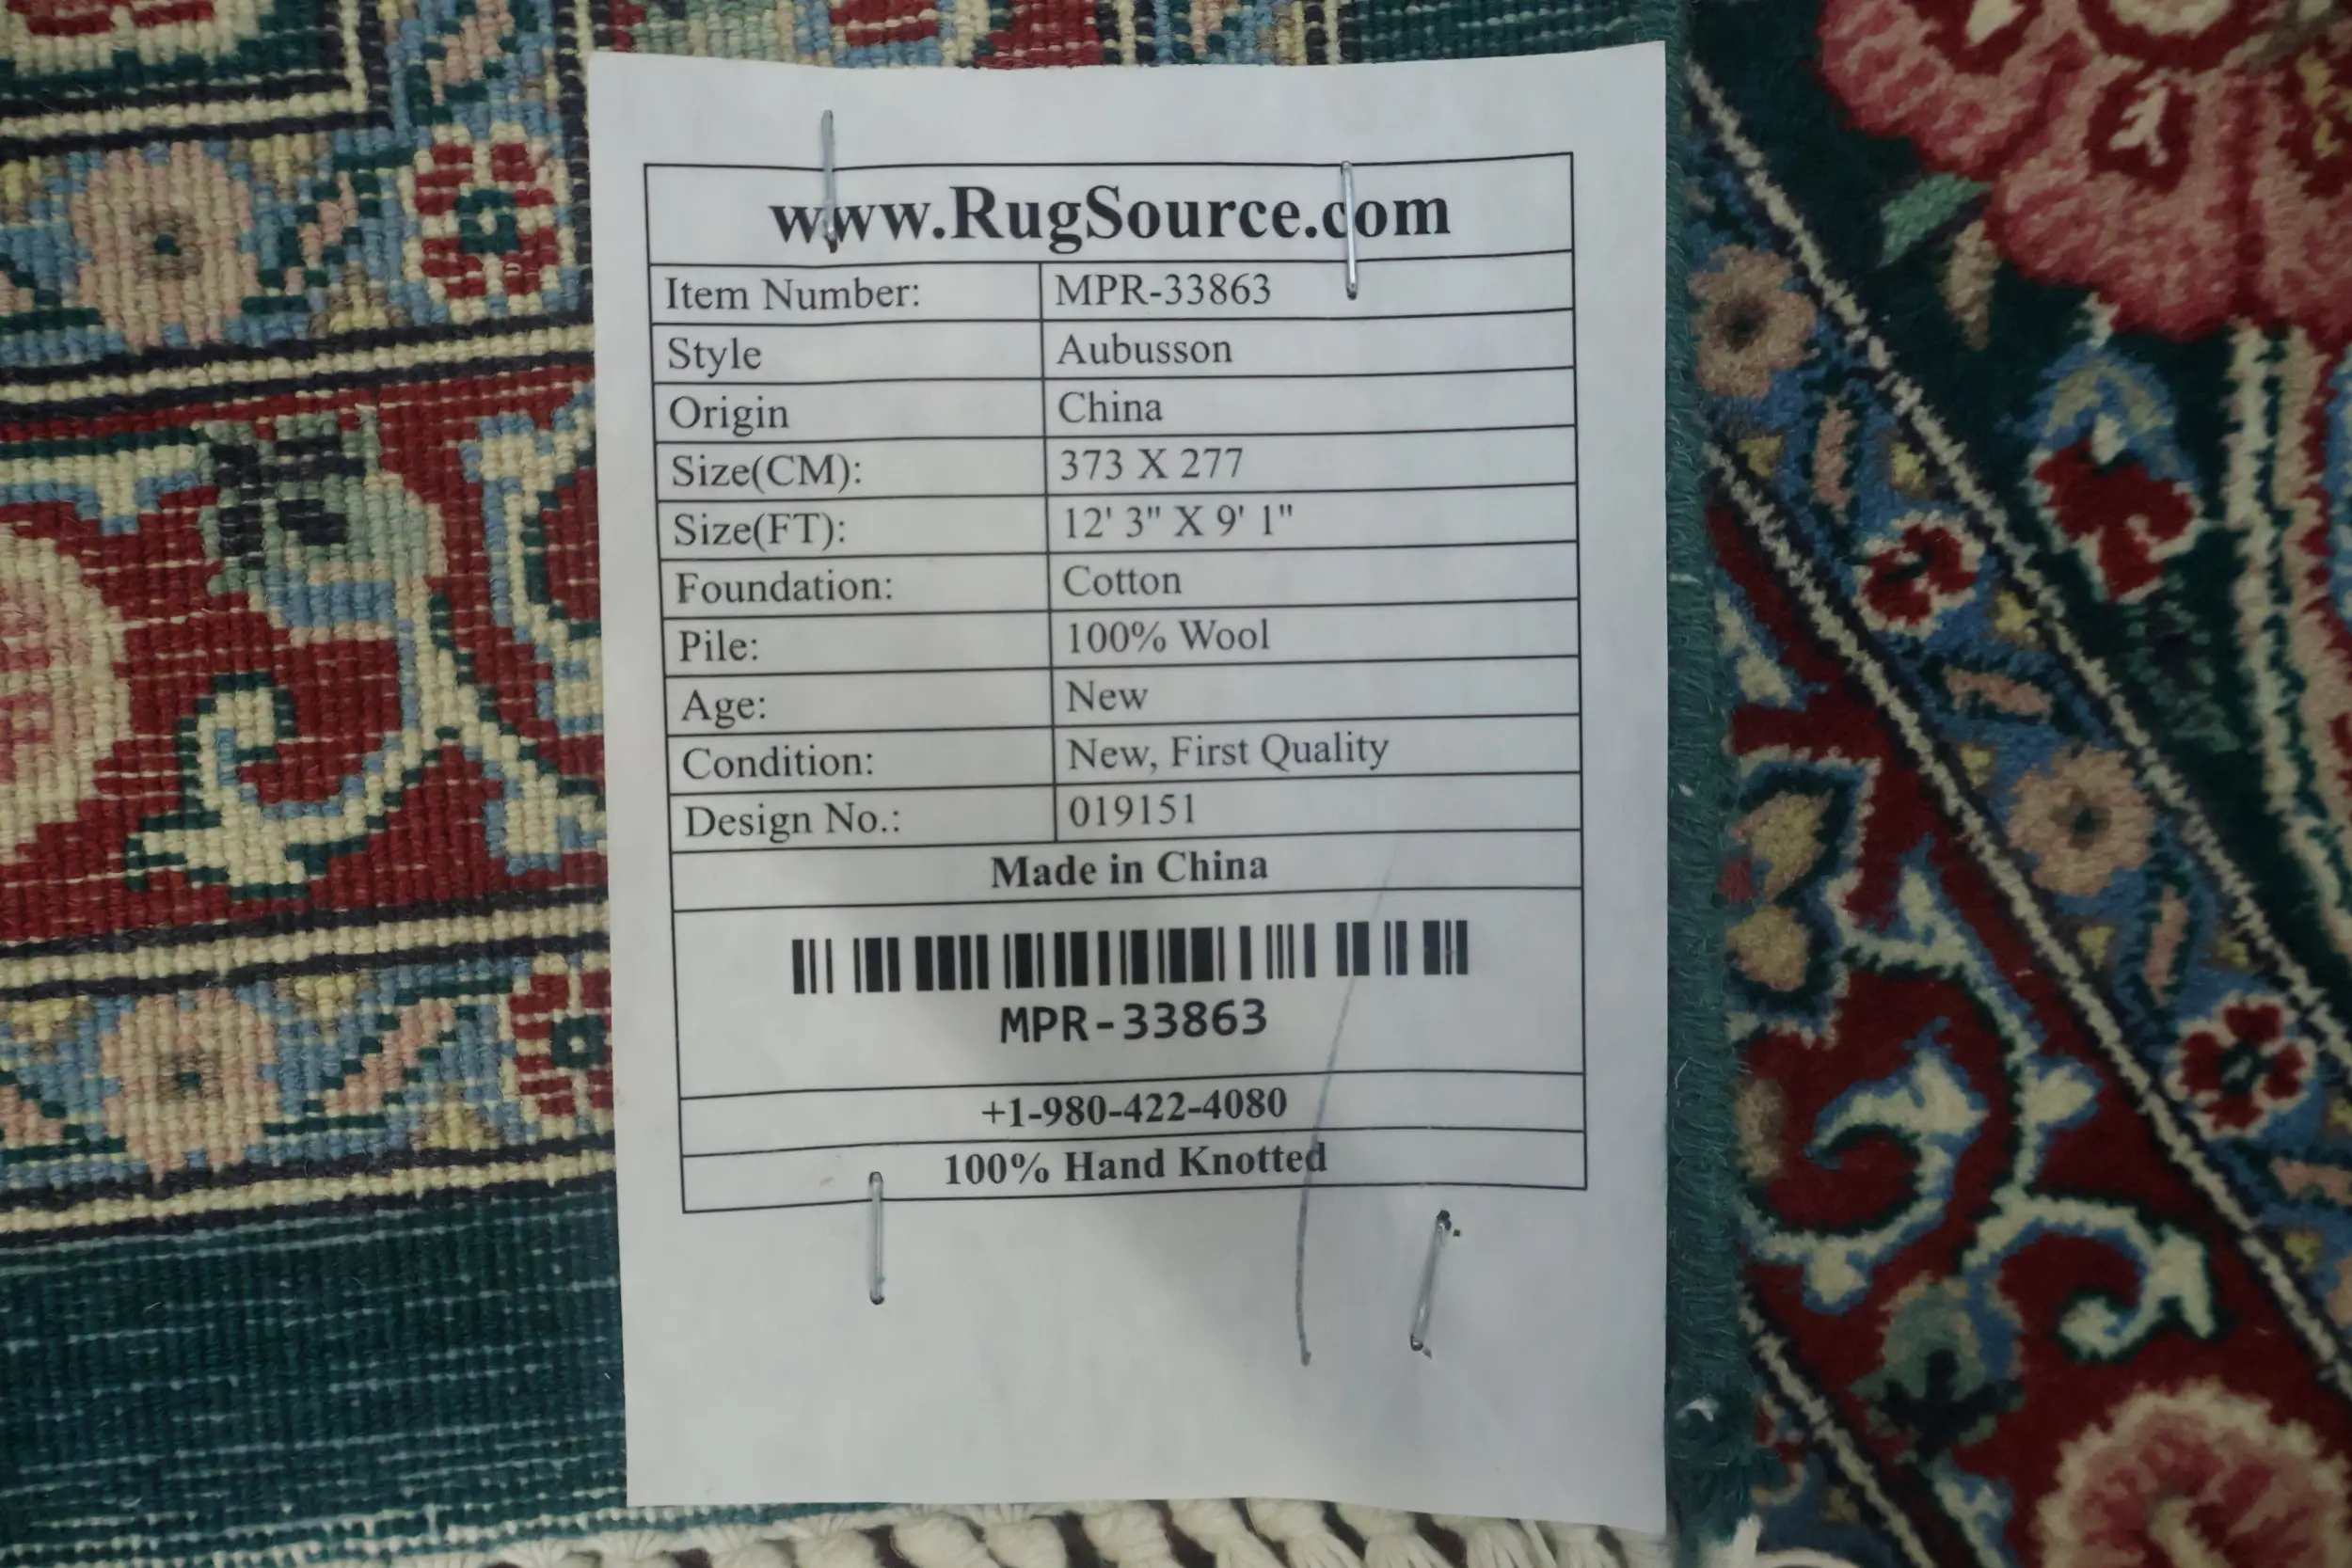 www.RugSource.com
Item Number: MPR-33863
Style Aubusson
Origin China
Size(CM): 373 X 277
Size(FT): 12' 3" X 9' 1"
Foundation: Cotton
Pile: 100% Wool
Age: New
Condition: New, First Quality
Design No.: 019151
Made in China
MPR-33863
+1-980-422-4080
100% Hand Knotted